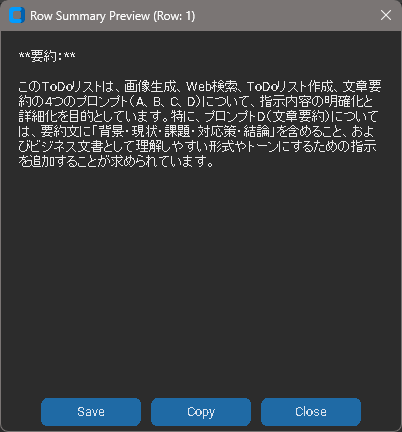 Row Summary Preview (Row: 1)
**要約:**
このToDoリストは、画像生成、Web検索、ToDoリスト作成、文章要
約の4つのプロンプト（A、B、C、D）について、指示内容の明確化と
詳細化を目的としています。特に、プロンプトD（文章要約）について
は、要約文に「背景・現状・課題・対応策・結論」を含めること、およ
びビジネス文書として理解しやすい形式やトーンにするための指示
を追加することが求められています。
Save Copy Close